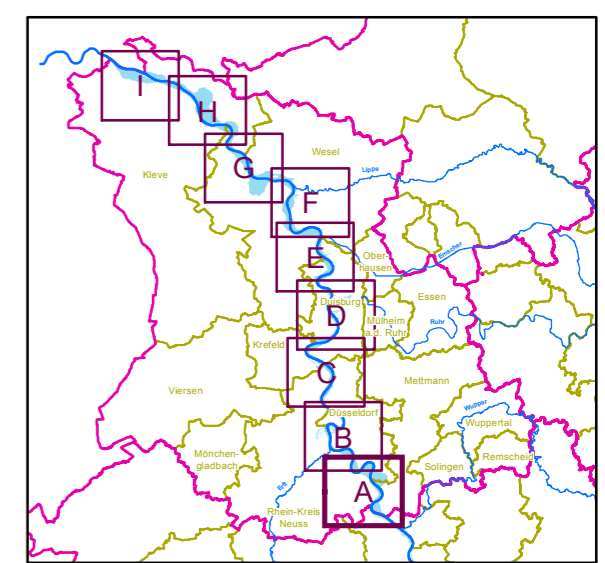 I
H
Wesel
G
Kleve
Lippe
F
E
Ober-
hausen
Emscher
Duisburg
D
Essen
Mülheim
a.d. Ruhr
Ruhr
Krefeld
C
Mettmann
Viersen
Düsseldorf
Wupper
B
Wuppertal
Mönchen-
gladbach
Solingen
Remscheid
Erft
A
Rhein-Kreis
Neuss